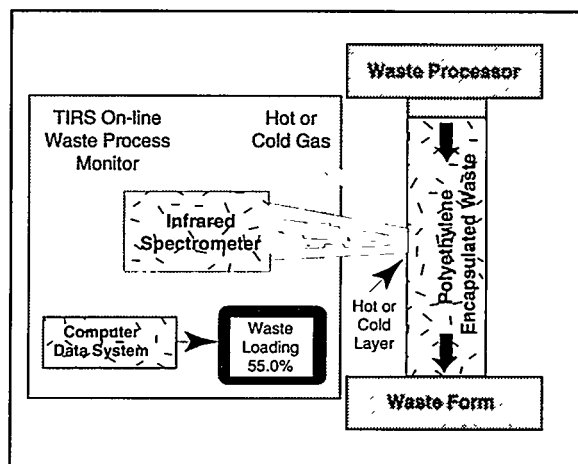 Waste Processor
TIRS On-line
Waste Process
Monitor
Hot or
Cold Gas
Infrared
Spectrometer
Polyethylene
Encapsulated Waste
Hot or
Cold
Layer
Computer
Data System
Waste
Loading
55.0%
Waste Form